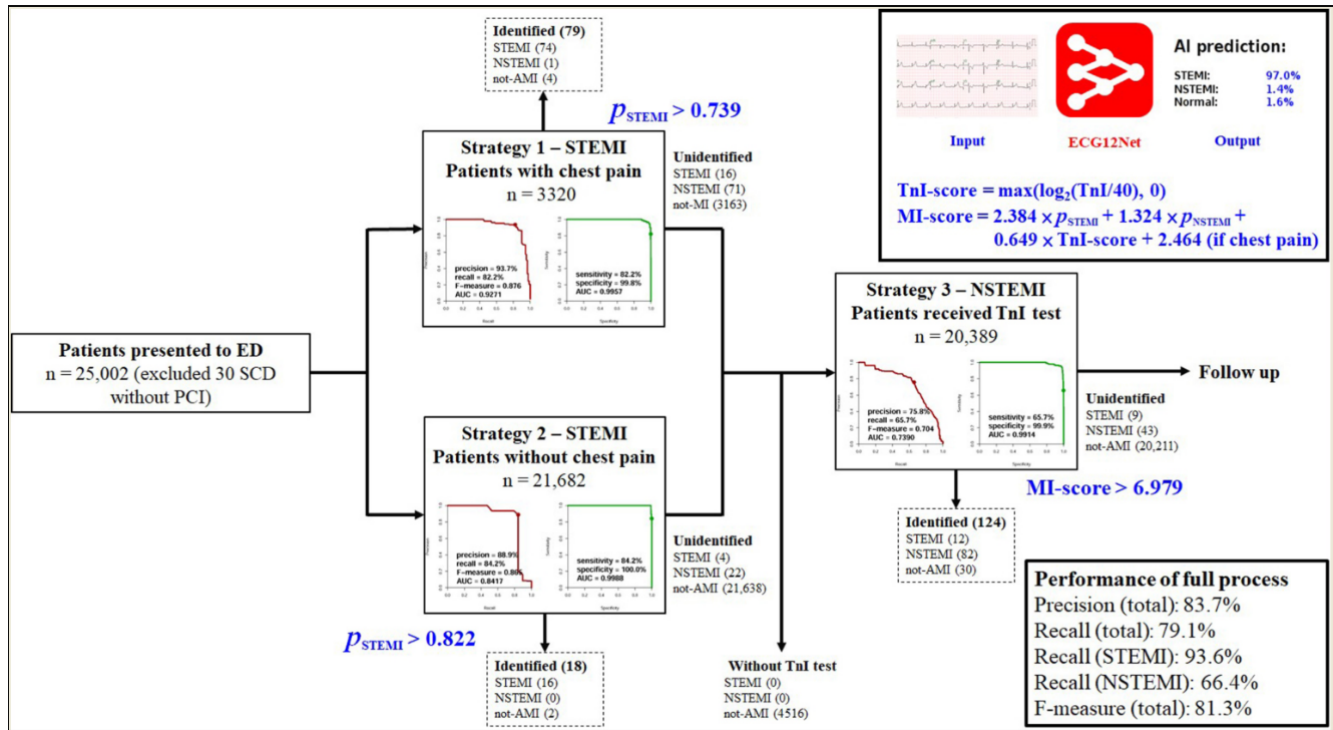 Identified (79)
STEMI (74)
NSTEMI (1)
not-AMI (4)
pSTEMI > 0.739
Strategy 1 – STEMI
Patients with chest pain
n = 3320
precision = 93.7%
recall = 82.2%
F-measure = 0.876
AUC = 0.9271
Recall
sensitivity = 82.2%
specificity = 99.8%
AUC = 0.9957
Specificity
Unidentified
STEMI (16)
NSTEMI (71)
not-MI (3163)
Patients presented to ED
n = 25,002 (excluded 30 SCD
without PCI)
Strategy 2 – STEMI
Patients without chest pain
n = 21,682
precision = 88.9%
recall = 84.2%
AUC = 0.8417
Recall
sensitivity = 84.2%
specificity = 100.0%
AUC = 0.9988
Specificity
Unidentified
STEMI (4)
NSTEMI (22)
not-AMI (21,638)
pSTEMI > 0.822
Identified (18)
STEMI (16)
NSTEMI (0)
not-AMI (2)
Without TnI test
STEMI (0)
NSTEMI (0)
not-AMI (4516)
AI prediction:
STEMI: 97.0%
NSTEMI: 1.4%
Normal: 1.6%
Input
ECG12Net
Output
TnI-score = max(log2(TnI/40), 0)
MI-score = 2.384 × pSTEMI + 1.324 × pNSTEMI +
0.649 × TnI-score + 2.464 (if chest pain)
Strategy 3 – NSTEMI
Patients received TnI test
n = 20,389
precision = 75.8%
recall = 65.7%
F-measure = 0.704
AUC = 0.7390
Recall
sensitivity = 65.7%
specificity = 99.9%
AUC = 0.9914
Specificity
Follow up
Unidentified
STEMI (9)
NSTEMI (43)
not-AMI (20,211)
MI-score > 6.979
Identified (124)
STEMI (12)
NSTEMI (82)
not-AMI (30)
Performance of full process
Precision (total): 83.7%
Recall (total): 79.1%
Recall (STEMI): 93.6%
Recall (NSTEMI): 66.4%
F-measure (total): 81.3%